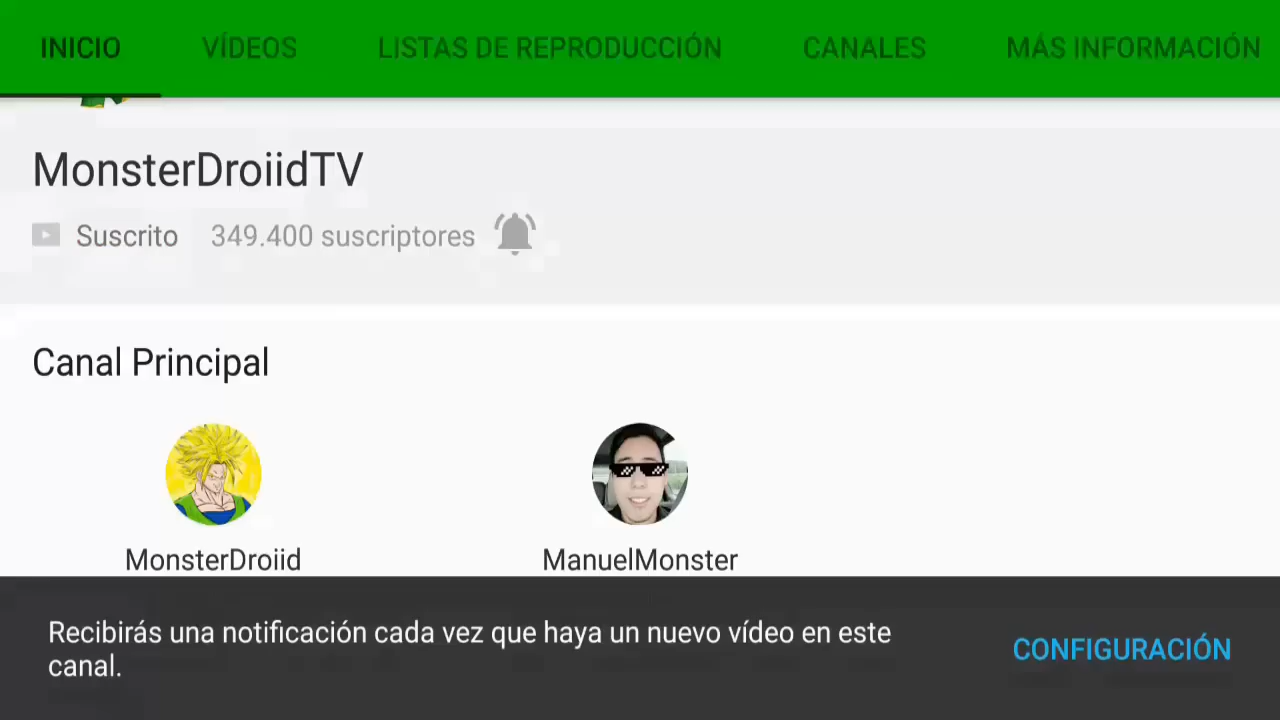 INICIO VÍDEOS LISTAS DE REPRODUCCIÓN CANALES MÁS INFORMACIÓN
MonsterDroiidTV
Suscrito 349.400 suscriptores
Canal Principal
MonsterDroiid ManuelMonster
Recibirás una notificación cada vez que haya un nuevo vídeo en este
canal.
CONFIGURACIÓN